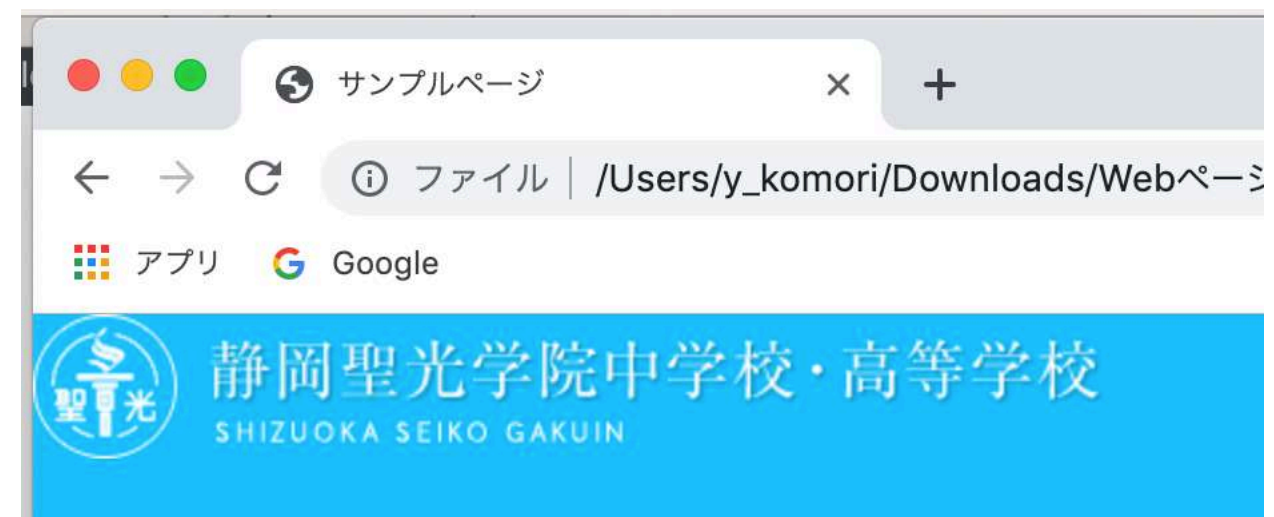 サンプルページ
ファイル | /Users/y_komori/Downloads/Webページ
アプリ Google
聖光
静岡聖光学院中学校・高等学校
SHIZUOKA SEIKO GAKUIN